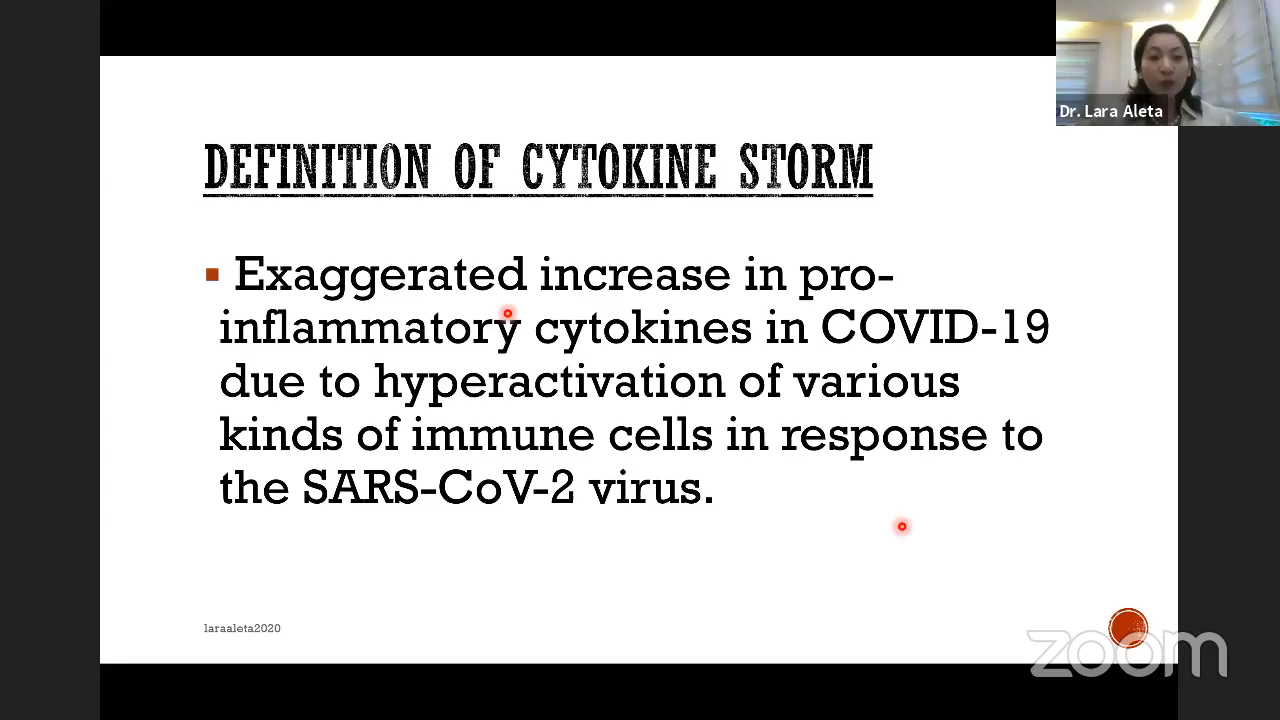 Dr. Lara Aleta
DEFINITION OF CYTOKINE STORM
▪ Exaggerated increase in pro-
inflammatory cytokines in COVID-19
due to hyperactivation of various
kinds of immune cells in response to
the SARS-CoV-2 virus.
laraaleta2020
zoom